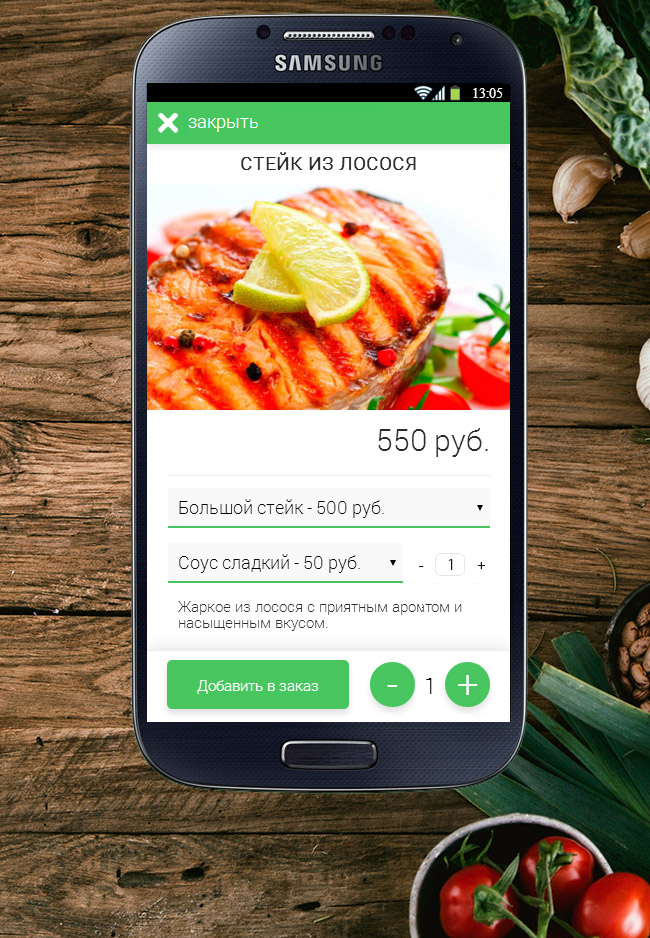 SAMSUNG
13:05
закрыть
СТЕЙК ИЗ ЛОСОСЯ
550 руб.
Большой стейк - 500 руб.
Соус сладкий - 50 руб. - 1 +
Жаркое из лосося с приятным аромтом и
насыщенным вкусом.
Добавить в заказ - 1 +